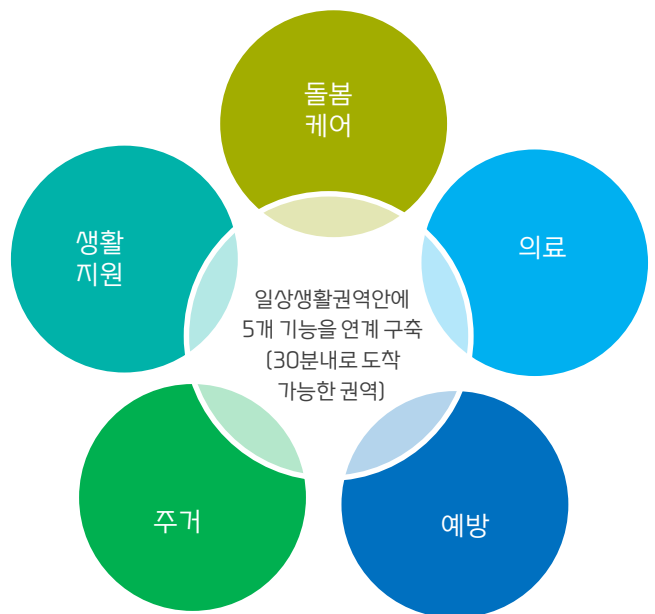 돌봄
케어
생활
지원
의료
일상생활권역안에
5개 기능을 연계 구축
(30분내로 도착
가능한 권역)
주거
예방